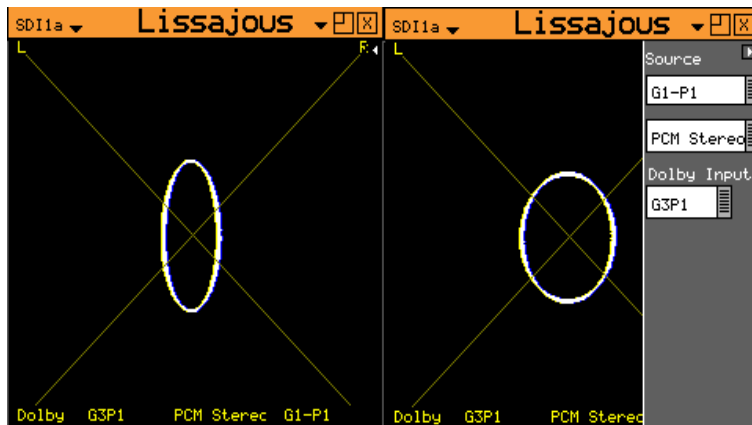 SDI1a Lissajous
L R
Dolby G3P1 PCM Sterec G1-P1
SDI1a Lissajous
L
Source
G1-P1
PCM Stereo
Dolby Input
G3P1
Dolby G3P1 PCM Sterec